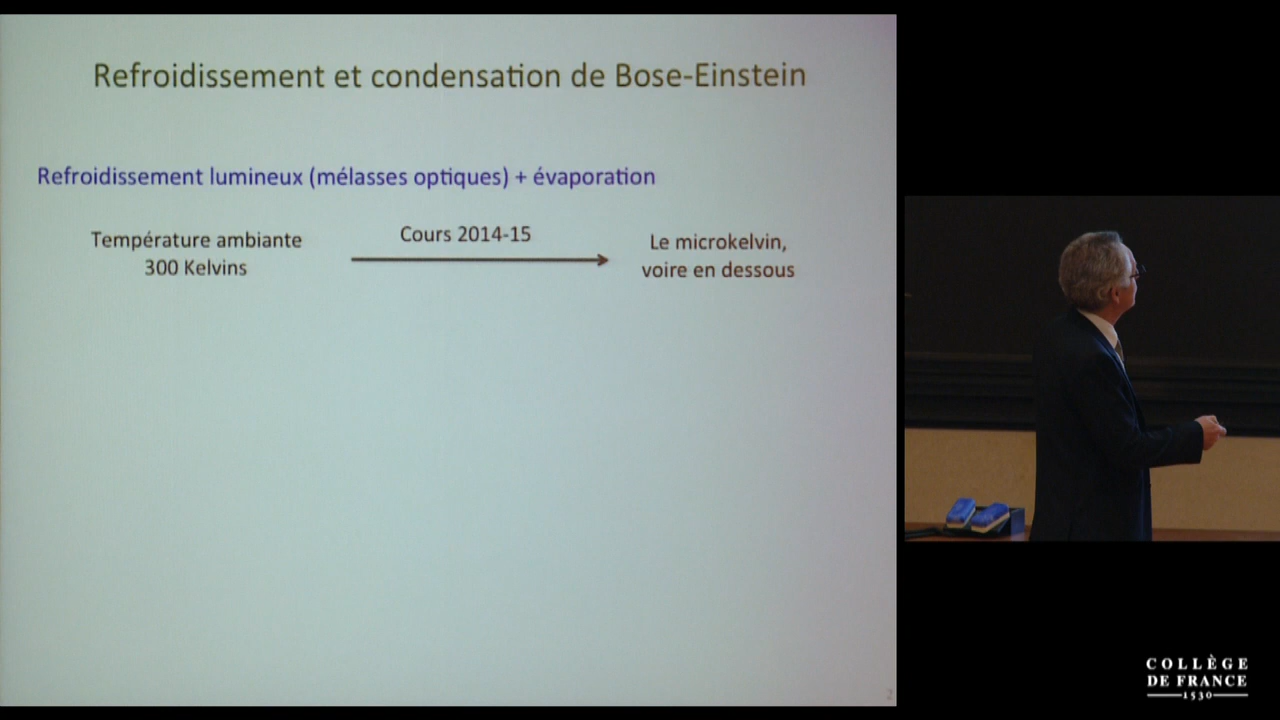 Refroidissement et condensation de Bose-Einstein
Refroidissement lumineux (mélasses optiques) + évaporation
Température ambiante
300 Kelvins
Cours 2014-15
Le microkelvin,
voire en dessous
2
COLLÈGE
DE FRANCE
1530